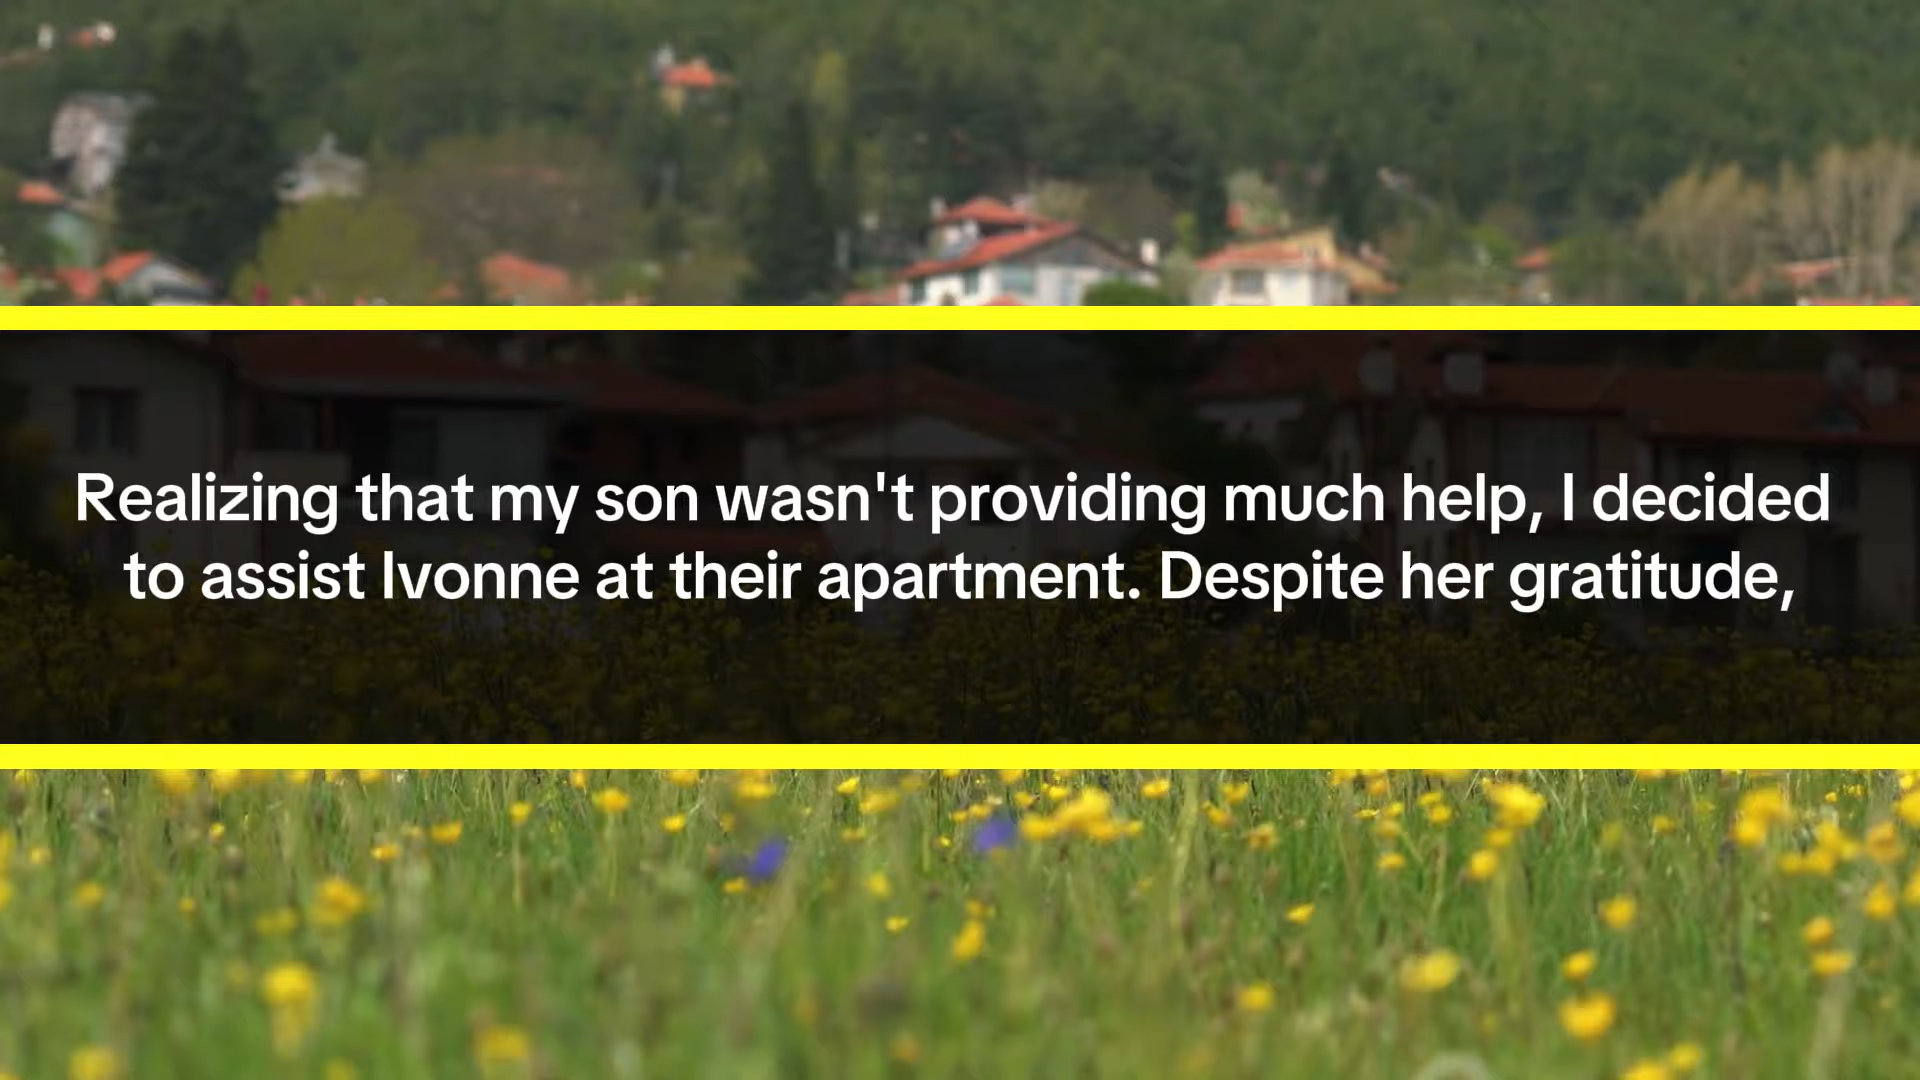 Realizing that my son wasn't providing much help, I decided
to assist Ivonne at their apartment. Despite her gratitude,